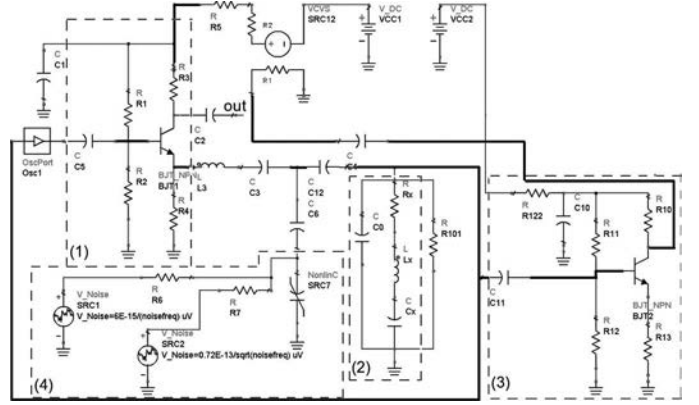 R
R5
R2
VCVS
SRC12
V_DC
VCC1
V_DC
VCC2
C
C1
R
R1
R
R3
R1
out
C
C2
OscPort
Osc1
C
C5
R
R2
BJT_NPN
BJT1
L
L3
C
C3
C
C12
C
C6
R
R4
(1)
R
Rx
C
C0
R
R101
L
Lx
C
Cx
(2)
R
R122
C
C10
R
R11
R
R10
C
C11
BJT_NPN
BJT2
R
R12
R
R13
(3)
R
R6
R
R7
NonlinC
SRC7
V_Noise
SRC1
V_Noise=6E-15/(noisefreq) uV
V_Noise
SRC2
V_Noise=0.72E-13/sqrt(noisefreq) uV
(4)